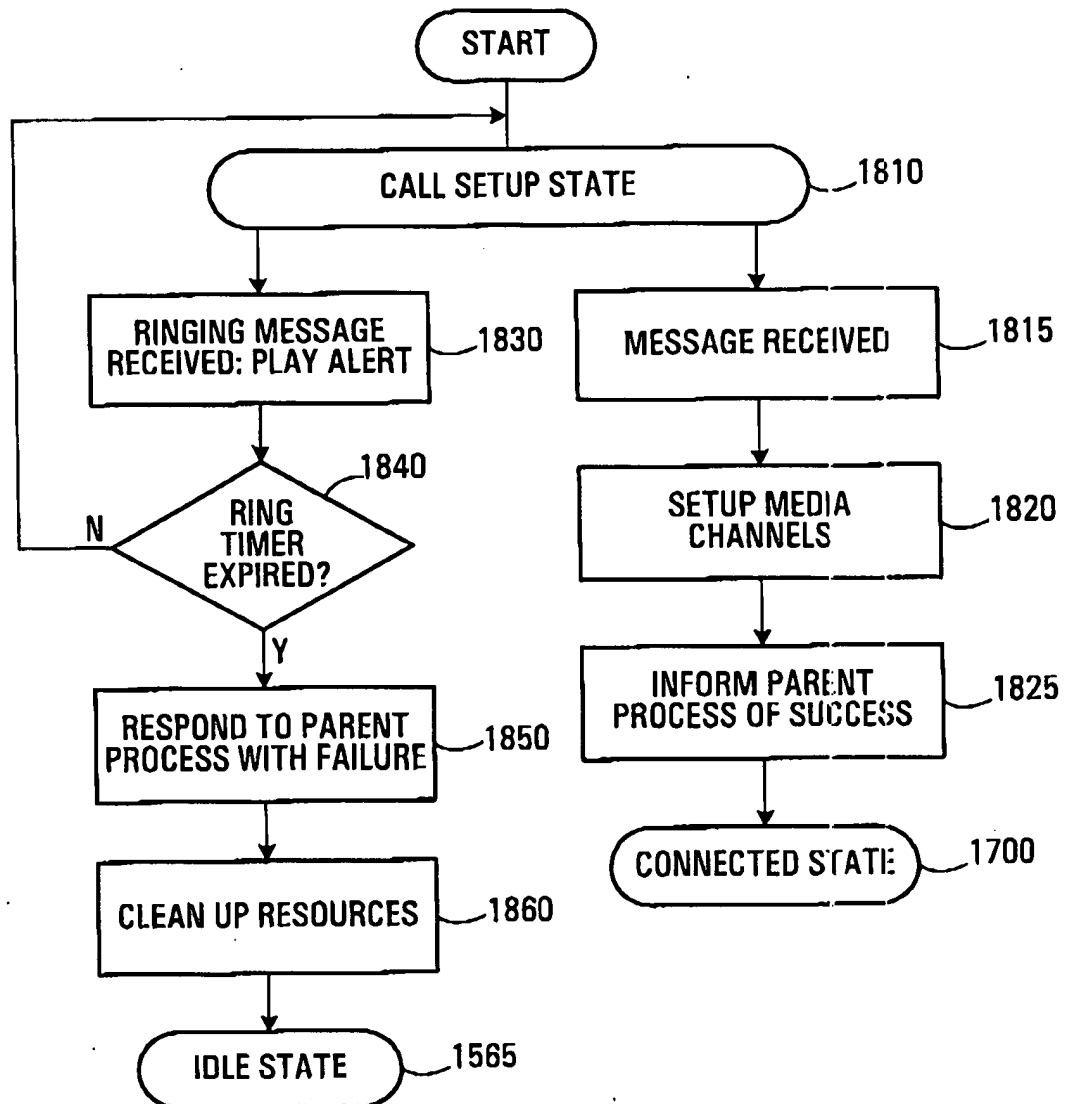 START
CALL SETUP STATE
1810
RINGING MESSAGE
RECEIVED: PLAY ALERT
1830
RING
TIMER
EXPIRED?
1840
N
Y
RESPOND TO PARENT
PROCESS WITH FAILURE
1850
CLEAN UP RESOURCES
1860
IDLE STATE
1565
MESSAGE RECEIVED
1815
SETUP MEDIA
CHANNELS
1820
INFORM PARENT
PROCESS OF SUCCESS
1825
CONNECTED STATE
1700